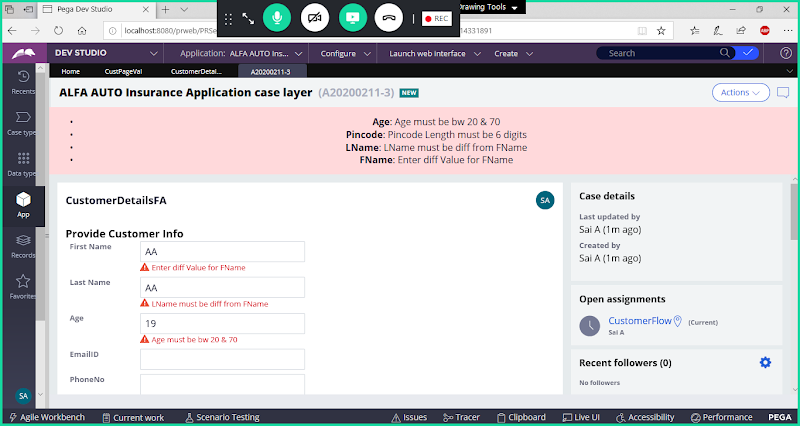 Pega Dev Studio
REC
Drawing Tools
localhost:8080/prweb/PRSe
14331891
DEV STUDIO
Application: ALFA AUTO Ins...
Configure
Launch web interface
Create
Search
Home
CustPageVal
CustomerDetai...
A20200211-3
Recents
Case type
Data type
App
Records
Favorites
SA
ALFA AUTO Insurance Application case layer (A20200211-3) NEW
Actions
• Age: Age must be bw 20 & 70
• Pincode: Pincode Length must be 6 digits
• LName: LName must be diff from FName
• FName: Enter diff Value for FName
CustomerDetailsFA
SA
Provide Customer Info
First Name
AA
Enter diff Value for FName
Last Name
AA
LName must be diff from FName
Age
19
Age must be bw 20 & 70
EmailID
PhoneNo
Case details
Last updated by
Sai A (1m ago)
Created by
Sai A (1m ago)
Open assignments
CustomerFlow (Current)
Sai A
Recent followers (0)
No followers
Agile Workbench
Current work
Scenario Testing
Issues
Tracer
Clipboard
Live UI
Accessibility
Performance
PEGA